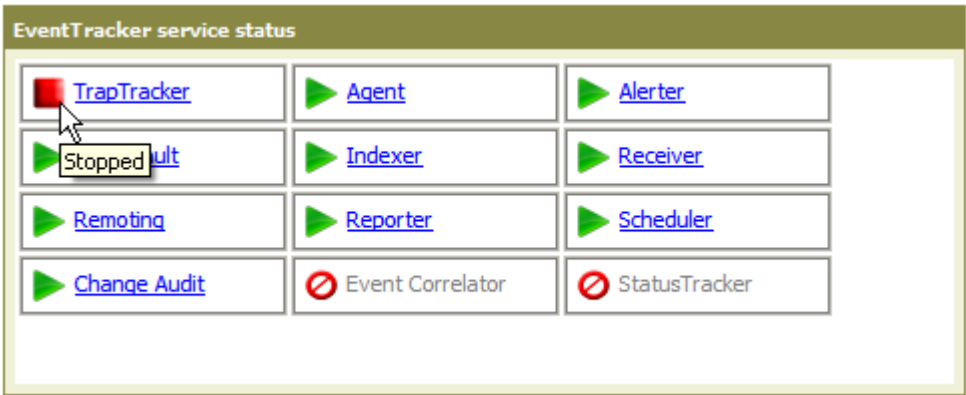 EventTracker service status
TrapTracker
Agent
Alerter
Stopped
Indexer
Receiver
Remoting
Reporter
Scheduler
Change Audit
Event Correlator
StatusTracker